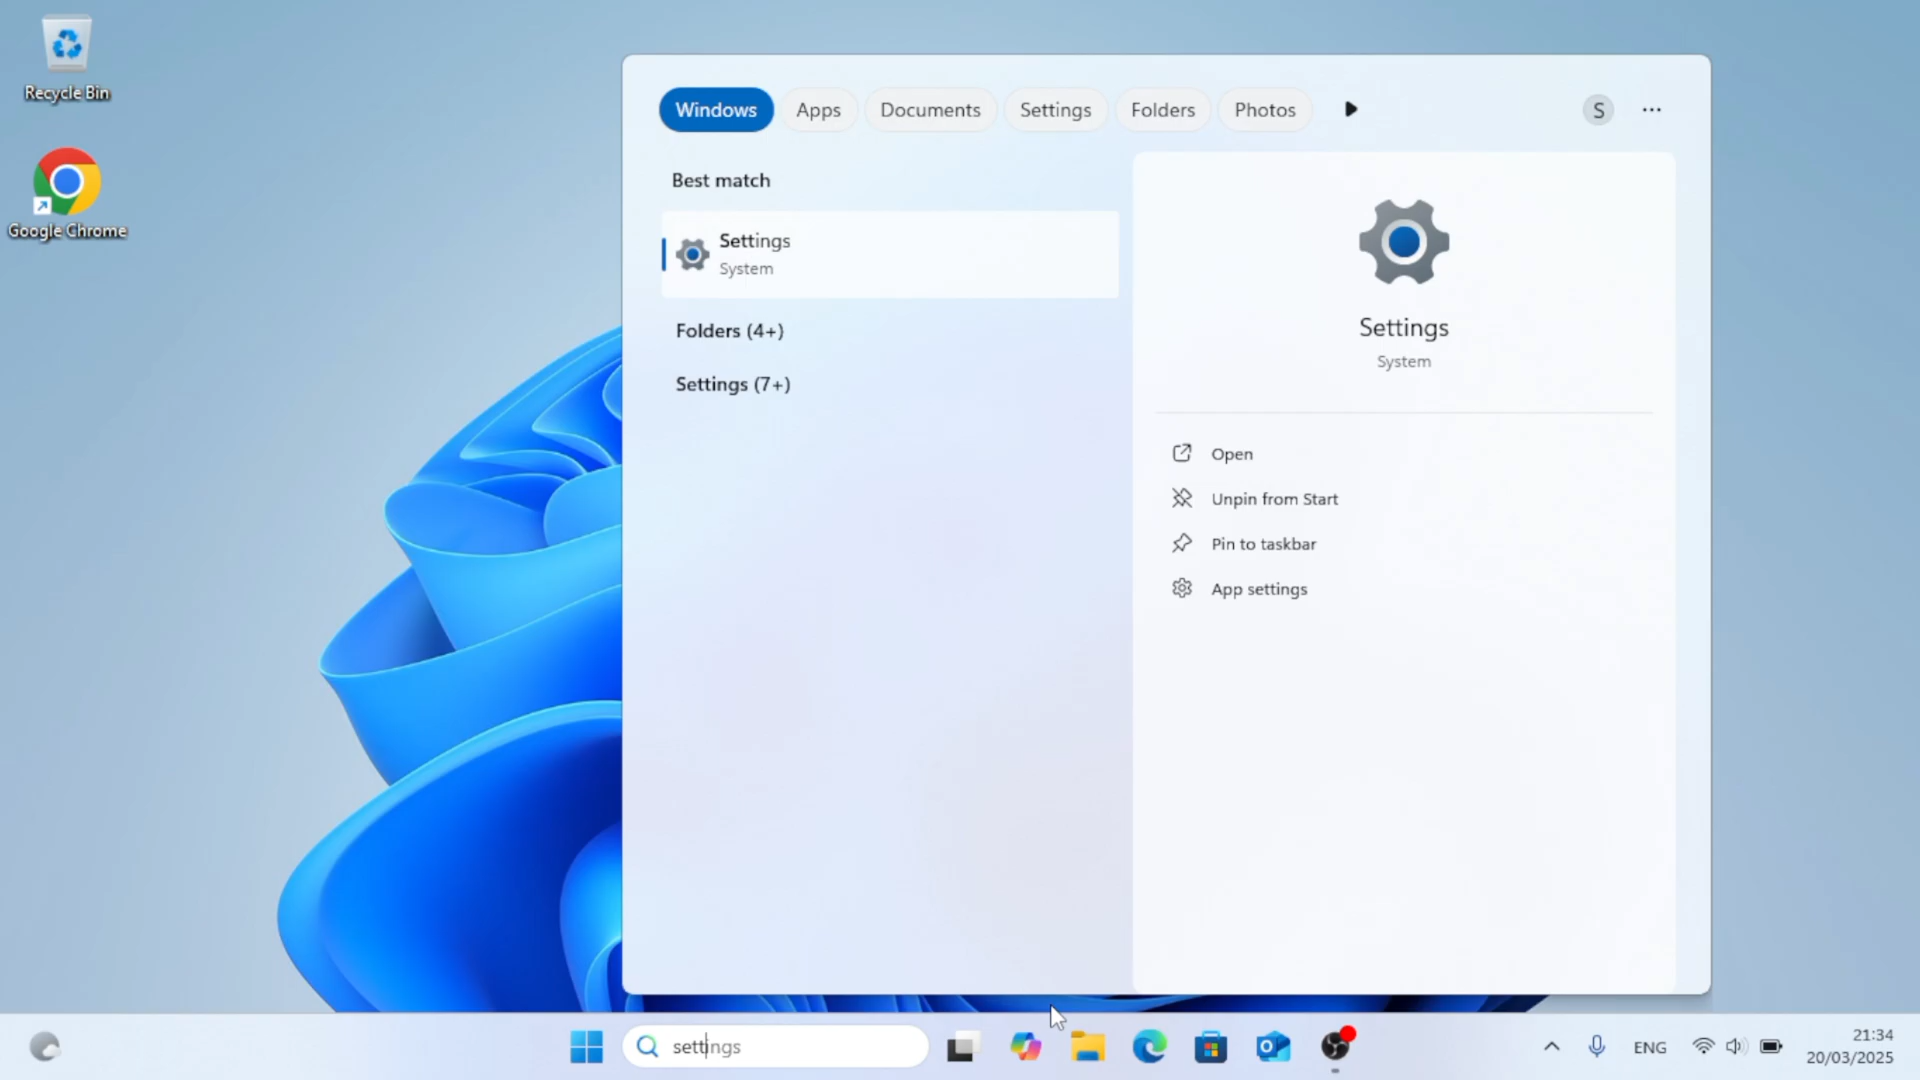 Recycle Bin
Google Chrome
Windows Apps Documents Settings Folders Photos S
Best match
Settings
System
Folders (4+)
Settings (7+)
Settings
System
Open
Unpin from Start
Pin to taskbar
App settings
settings
ENG
21:34
20/03/2025